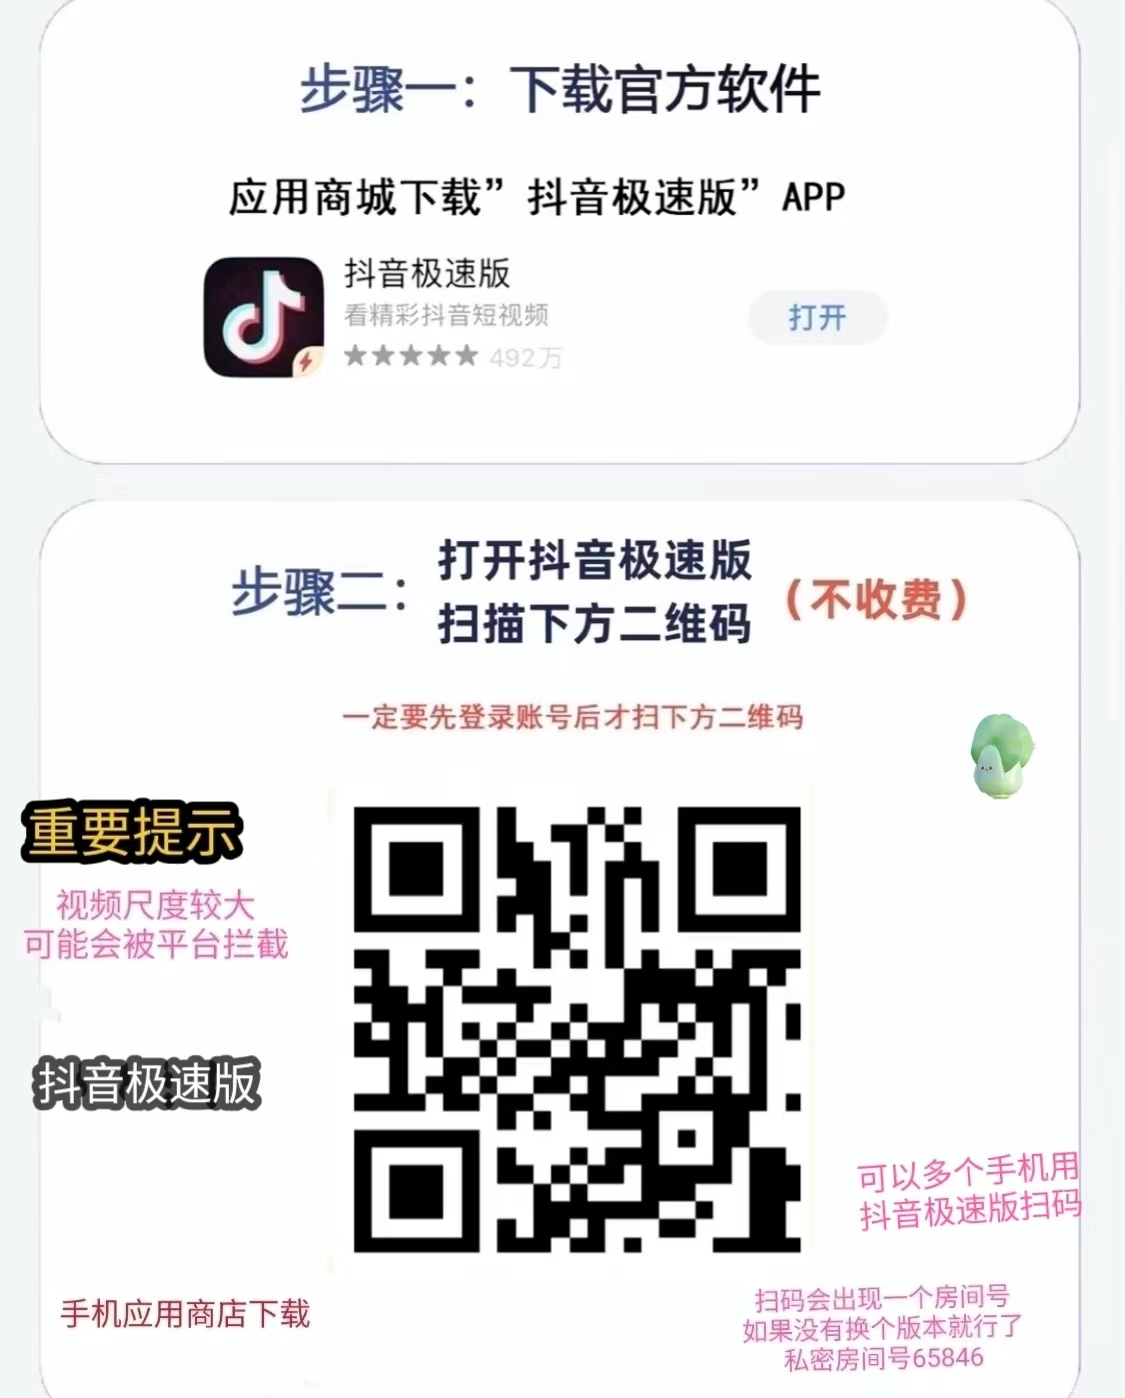 步骤一：下载官方软件
应用商城下载”抖音极速版”APP
抖音极速版
看精彩抖音短视频
492万
打开
步骤二：
打开抖音极速版
扫描下方二维码
（不收费）
一定要先登录账号后才扫下方二维码
重要提示
视频尺度较大
可能会被平台拦截
抖音极速版
可以多个手机用
抖音极速版扫码
手机应用商店下载
扫码会出现一个房间号
如果没有换个版本就行了
私密房间号65846